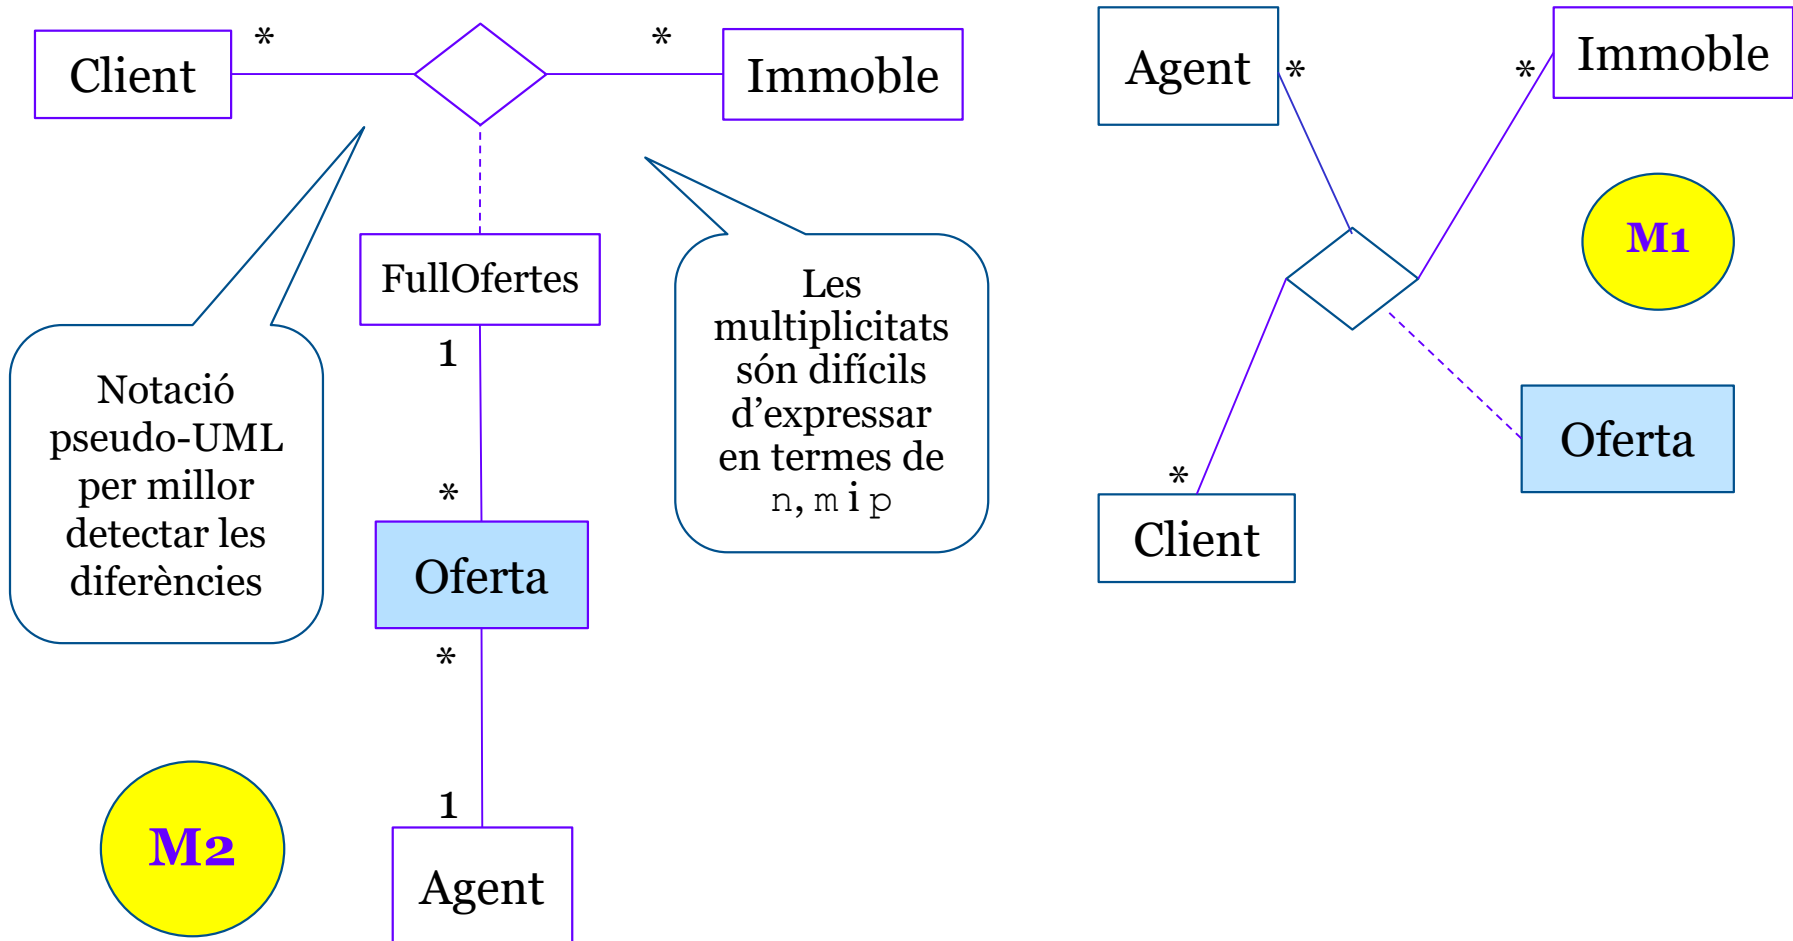 Client
*
*
Immoble
FullOfertes
1
*
Oferta
*
1
Agent
Notació
pseudo-UML
per millor
detectar les
diferències
Les
multiplicitats
són difícils
d’expressar
en termes de
n, m i p
M2
Agent
*
*
Immoble
M1
Oferta
*
Client